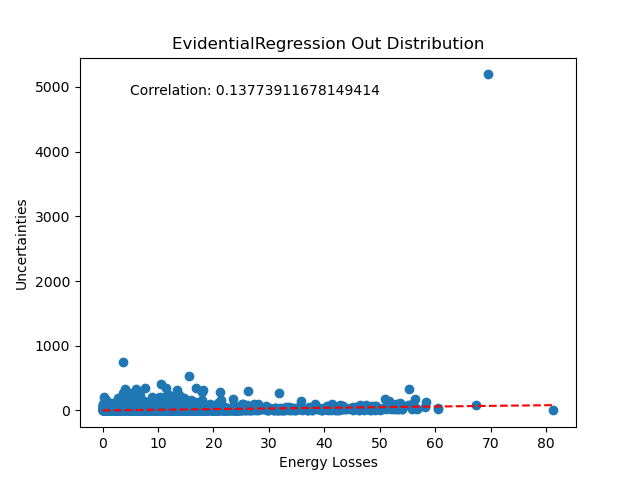 EvidentialRegression Out Distribution
Correlation: 0.13773911678149414
5000
4000
3000
2000
1000
0
Uncertainties
0 10 20 30 40 50 60 70 80
Energy Losses